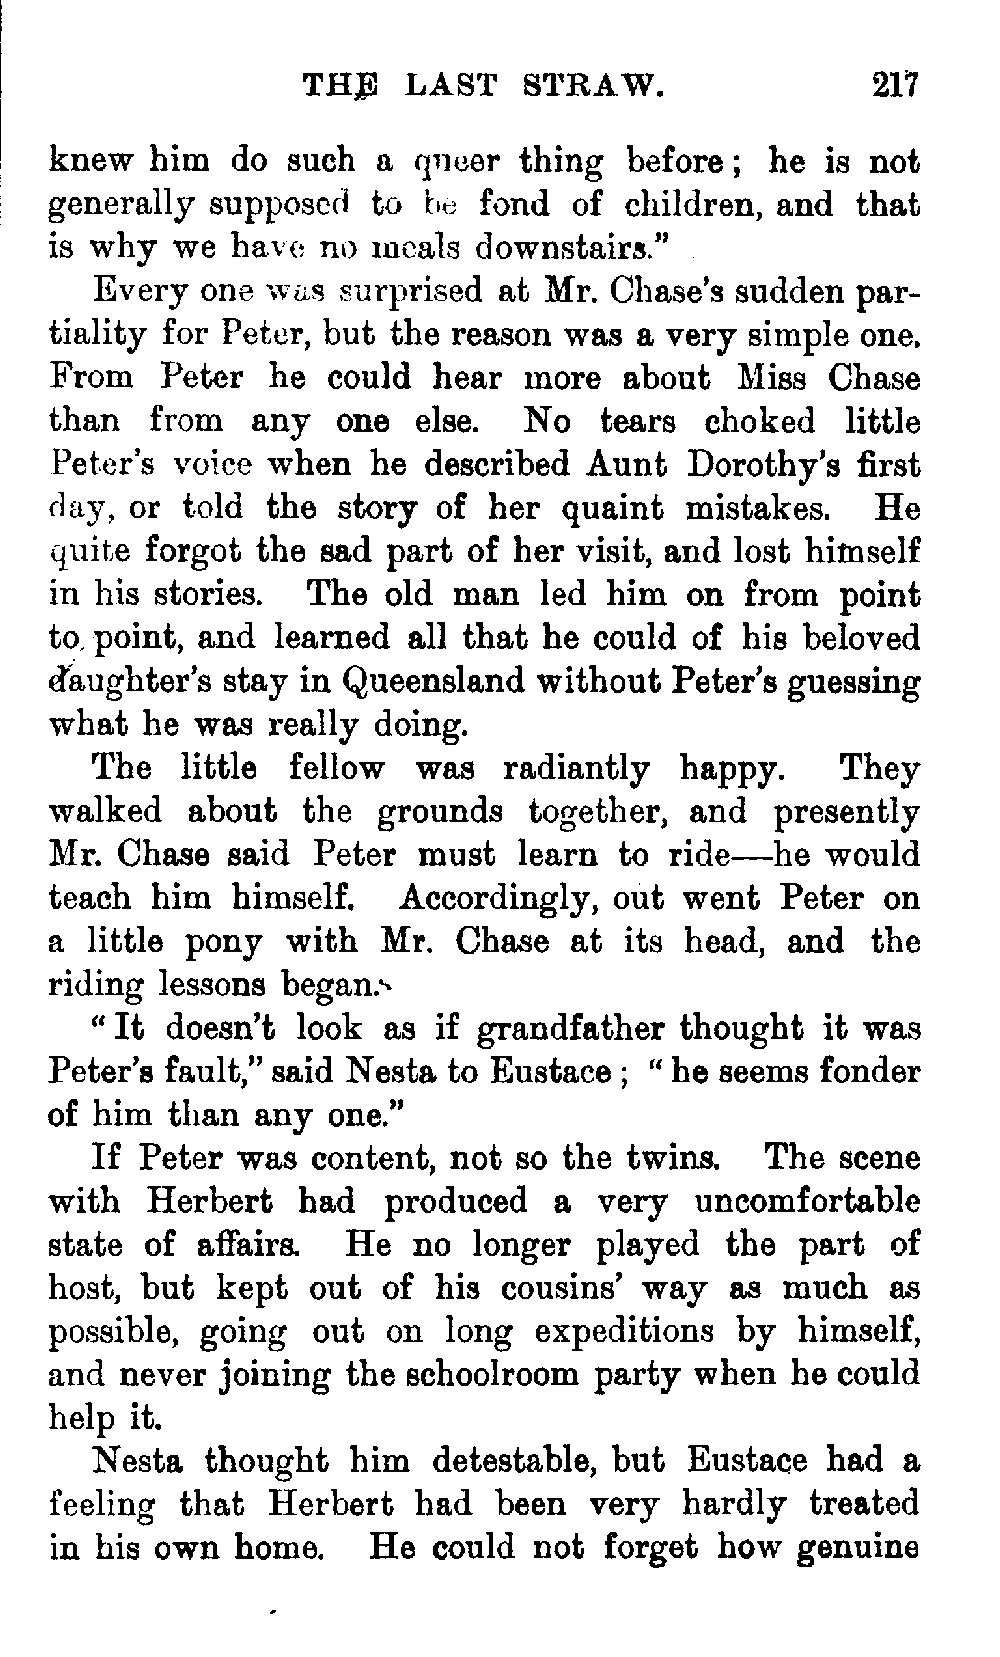 THE LAST STRAW. 217
knew him do such a queer thing before; he is not
generally supposed to be fond of children, and that
is why we have no meals downstairs."
Every one was surprised at Mr. Chase's sudden par-
tiality for Peter, but the reason was a very simple one.
From Peter he could hear more about Miss Chase
than from any one else. No tears choked little
Peter's voice when he described Aunt Dorothy's first
day, or told the story of her quaint mistakes. He
quite forgot the sad part of her visit, and lost himself
in his stories. The old man led him on from point
to point, and learned all that he could of his beloved
daughter's stay in Queensland without Peter's guessing
what he was really doing.
The little fellow was radiantly happy. They
walked about the grounds together, and presently
Mr. Chase said Peter must learn to ride—he would
teach him himself. Accordingly, out went Peter on
a little pony with Mr. Chase at its head, and the
riding lessons began.
"It doesn't look as if grandfather thought it was
Peter's fault," said Nesta to Eustace; "he seems fonder
of him than any one."
If Peter was content, not so the twins. The scene
with Herbert had produced a very uncomfortable
state of affairs. He no longer played the part of
host, but kept out of his cousins' way as much as
possible, going out on long expeditions by himself,
and never joining the schoolroom party when he could
help it.
Nesta thought him detestable, but Eustace had a
feeling that Herbert had been very hardly treated
in his own home. He could not forget how genuine